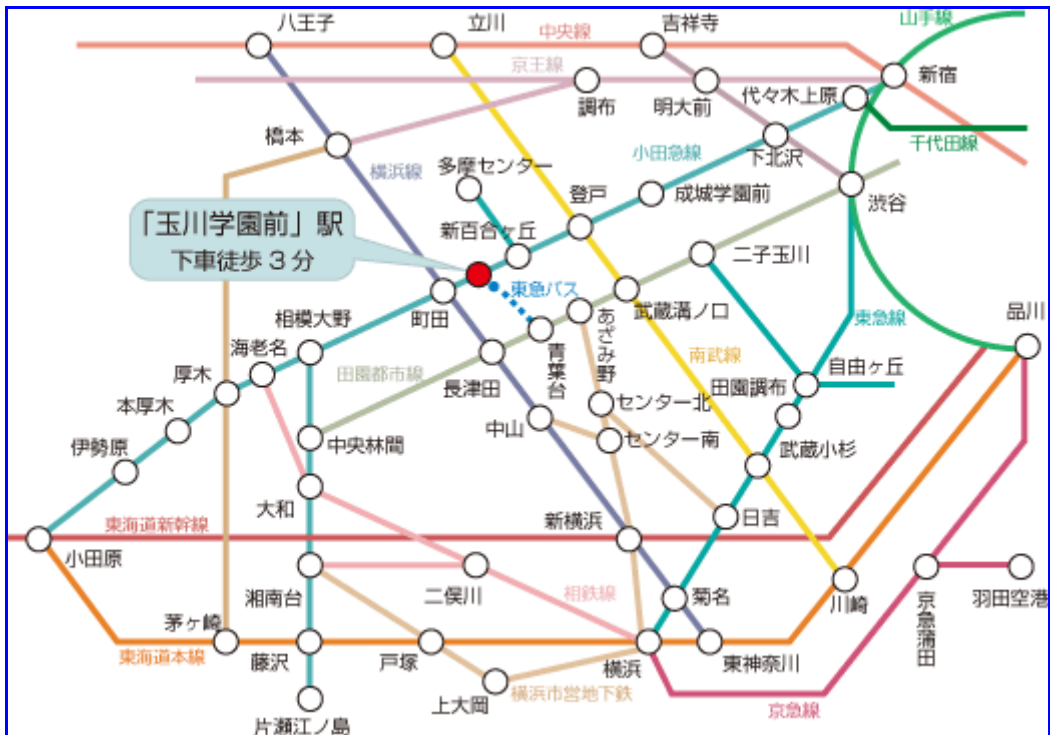 八王子
立川
吉祥寺
山手線
中央線
京王線
新宿
調布
明大前
代々木上原
橋本
千代田線
横浜線
多摩センター
小田急線
下北沢
登戸
成城学園前
渋谷
「玉川学園前」駅
下車徒歩3分
新百合ヶ丘
二子玉川
東急バス
町田
武蔵溝ノ口
品川
相模大野
あざみ野
東急線
海老名
青葉台
南武線
自由ヶ丘
厚木
田園都市線
長津田
田園調布
本厚木
センター北
中山
センター南
伊勢原
中央林間
武蔵小杉
大和
東海道新幹線
新横浜
日吉
小田原
湘南台
二俣川
相鉄線
菊名
川崎
京急蒲田
羽田空港
茅ヶ崎
東海道本線
藤沢
戸塚
横浜
東神奈川
上大岡
横浜市営地下鉄
京急線
片瀬江ノ島